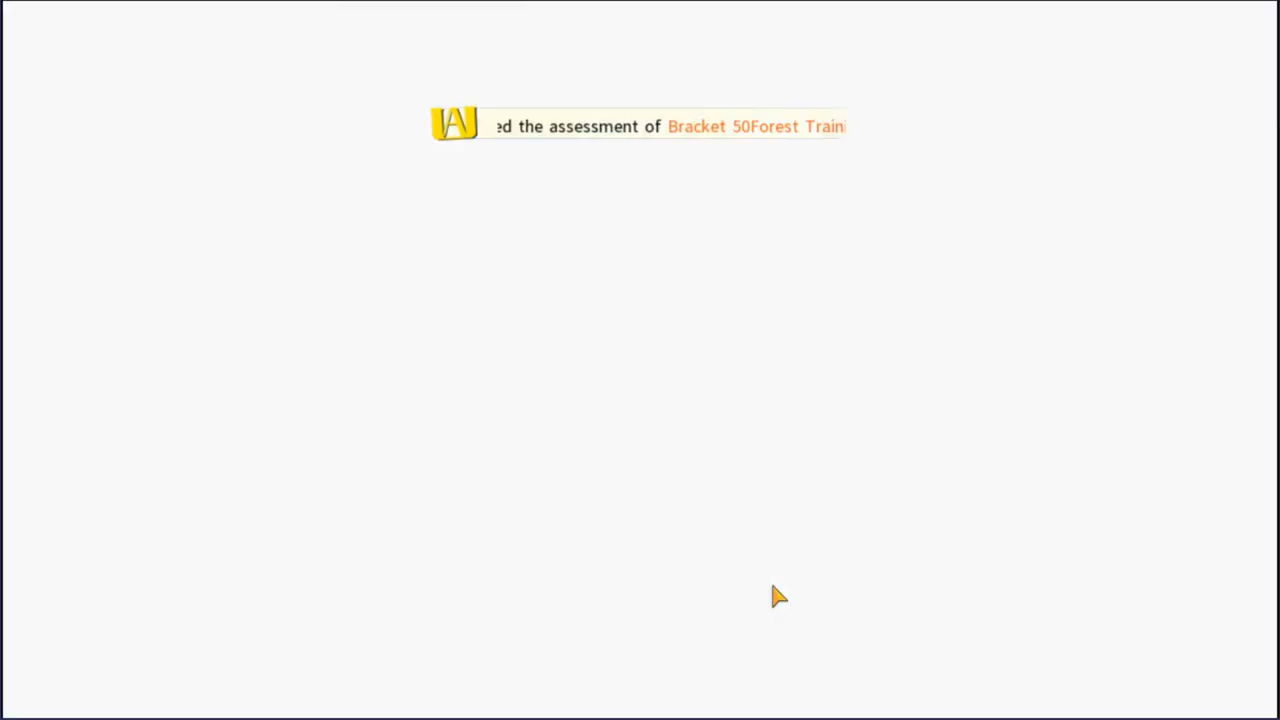 ed the assessment of Bracket 50Forest Traini